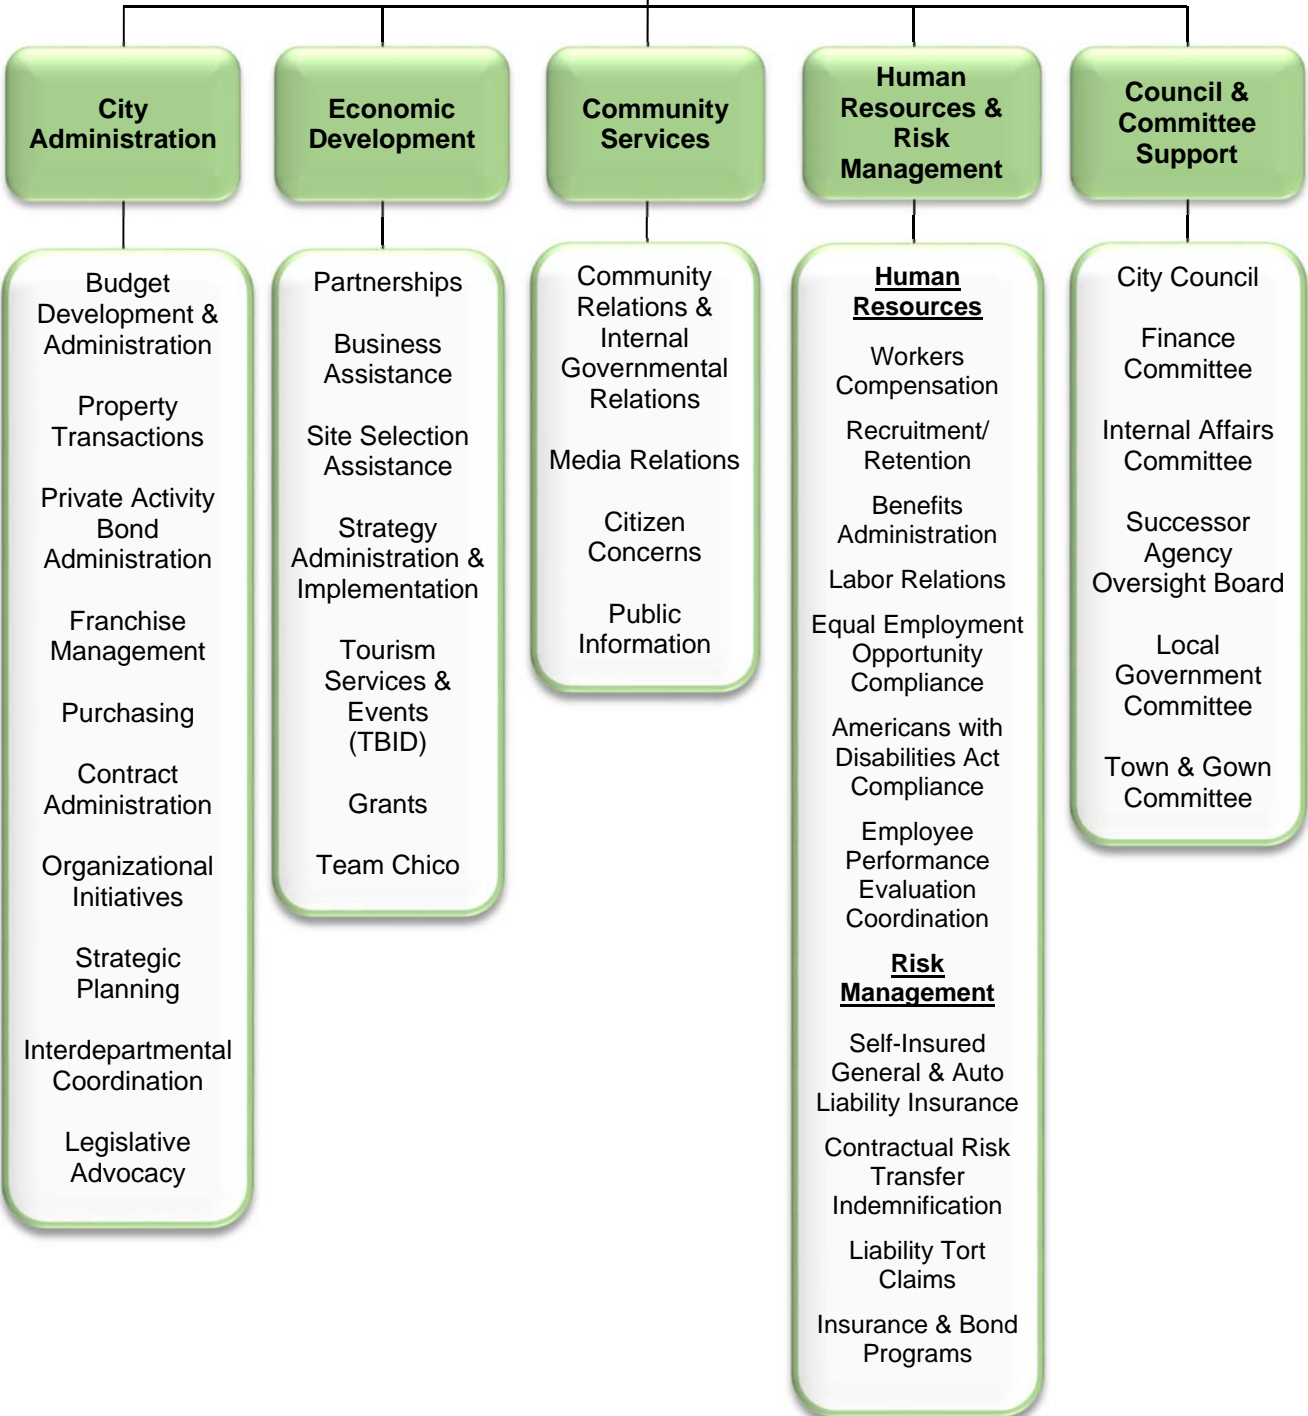 City
Administration
Economic
Development
Community
Services
Human
Resources &
Risk
Management
Council &
Committee
Support
Budget
Development &
Administration
Property
Transactions
Private Activity
Bond
Administration
Franchise
Management
Purchasing
Contract
Administration
Organizational
Initiatives
Strategic
Planning
Interdepartmental
Coordination
Legislative
Advocacy
Partnerships
Business
Assistance
Site Selection
Assistance
Strategy
Administration &
Implementation
Tourism
Services &
Events
(TBID)
Grants
Team Chico
Community
Relations &
Internal
Governmental
Relations
Media Relations
Citizen
Concerns
Public
Information
Human
Resources
Workers
Compensation
Recruitment/
Retention
Benefits
Administration
Labor Relations
Equal Employment
Opportunity
Compliance
Americans with
Disabilities Act
Compliance
Employee
Performance
Evaluation
Coordination
Risk
Management
Self-Insured
General & Auto
Liability Insurance
Contractual Risk
Transfer
Indemnification
Liability Tort
Claims
Insurance & Bond
Programs
City Council
Finance
Committee
Internal Affairs
Committee
Successor
Agency
Oversight Board
Local
Government
Committee
Town & Gown
Committee